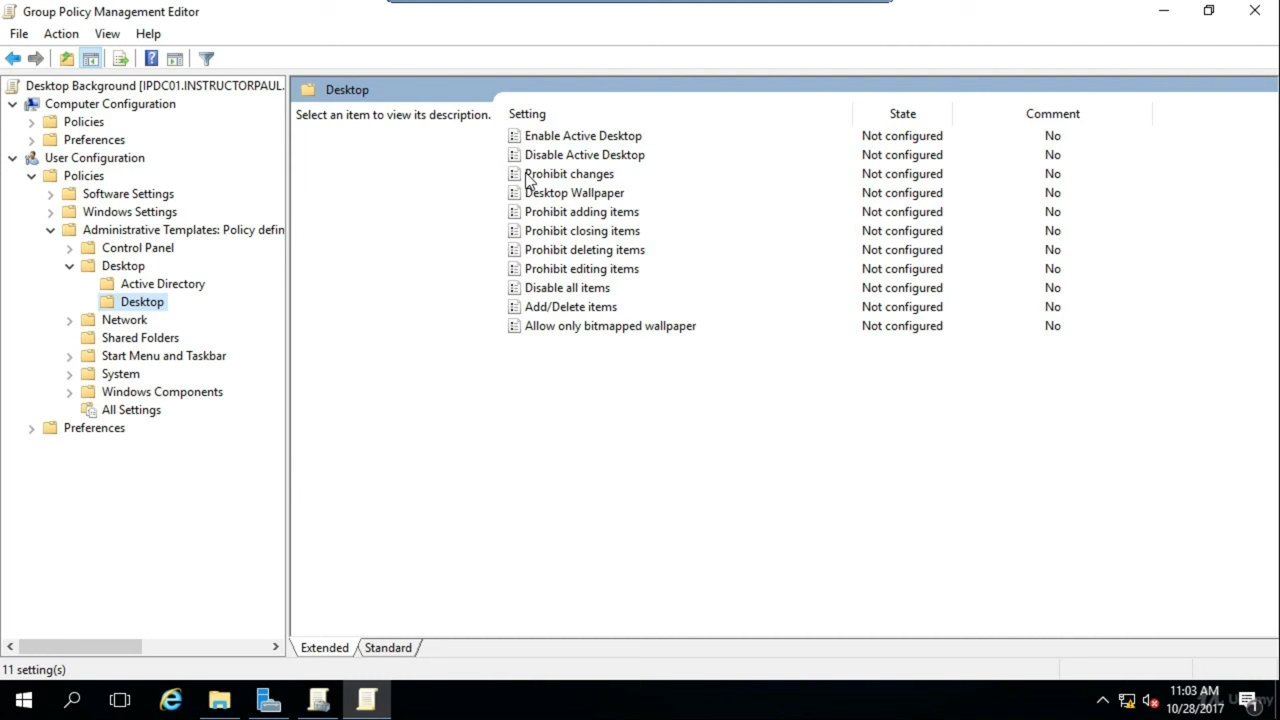 Group Policy Management Editor
File Action View Help
Desktop Background [IPDC01.INSTRUCTORPAUL.
Computer Configuration
Policies
Preferences
User Configuration
Policies
Software Settings
Windows Settings
Administrative Templates: Policy defin
Control Panel
Desktop
Active Directory
Desktop
Network
Shared Folders
Start Menu and Taskbar
System
Windows Components
All Settings
Preferences
Desktop
Select an item to view its description.
Setting State Comment
Enable Active Desktop Not configured No
Disable Active Desktop Not configured No
Prohibit changes Not configured No
Desktop Wallpaper Not configured No
Prohibit adding items Not configured No
Prohibit closing items Not configured No
Prohibit deleting items Not configured No
Prohibit editing items Not configured No
Disable all items Not configured No
Add/Delete items Not configured No
Allow only bitmapped wallpaper Not configured No
Extended Standard
11 setting(s)
11:03 AM
10/28/2017
Udemy
1